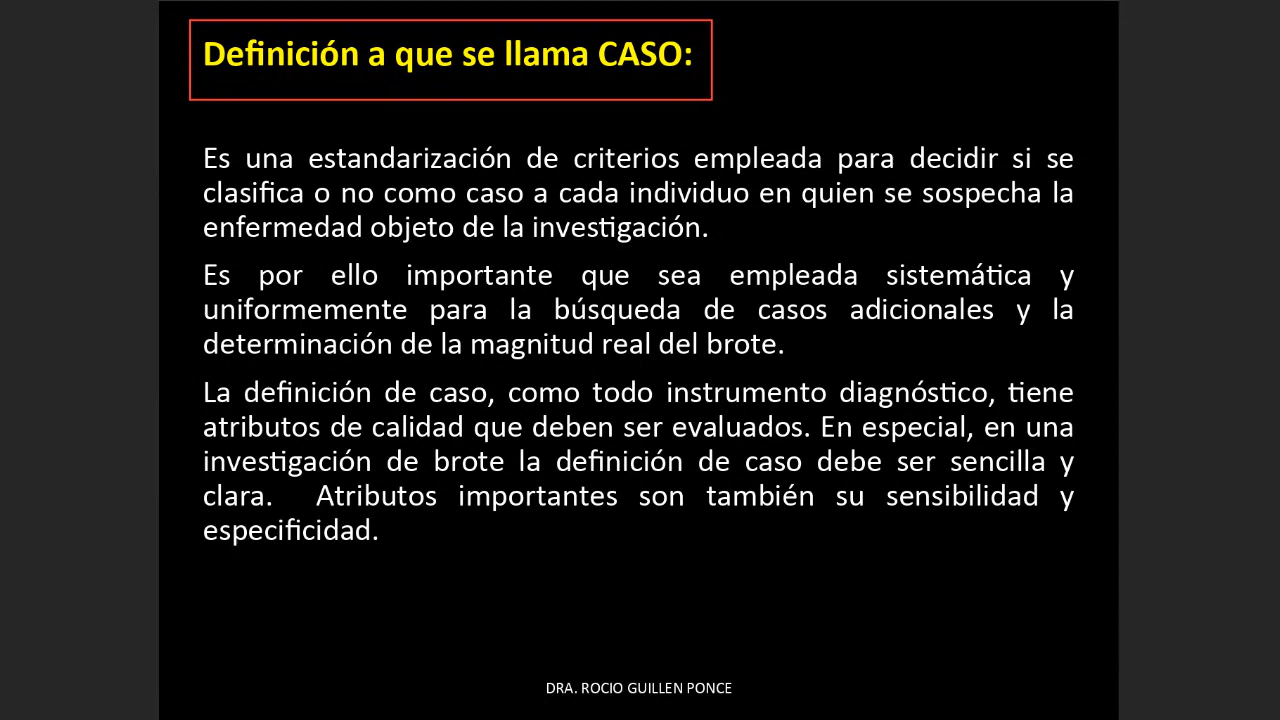 Definición a que se llama CASO:
Es una estandarización de criterios empleada para decidir si se
clasifica o no como caso a cada individuo en quien se sospecha la
enfermedad objeto de la investigación.
Es por ello importante que sea empleada sistemática y
uniformemente para la búsqueda de casos adicionales y la
determinación de la magnitud real del brote.
La definición de caso, como todo instrumento diagnóstico, tiene
atributos de calidad que deben ser evaluados. En especial, en una
investigación de brote la definición de caso debe ser sencilla y
clara. Atributos importantes son también su sensibilidad y
especificidad.
DRA. ROCIO GUILLEN PONCE